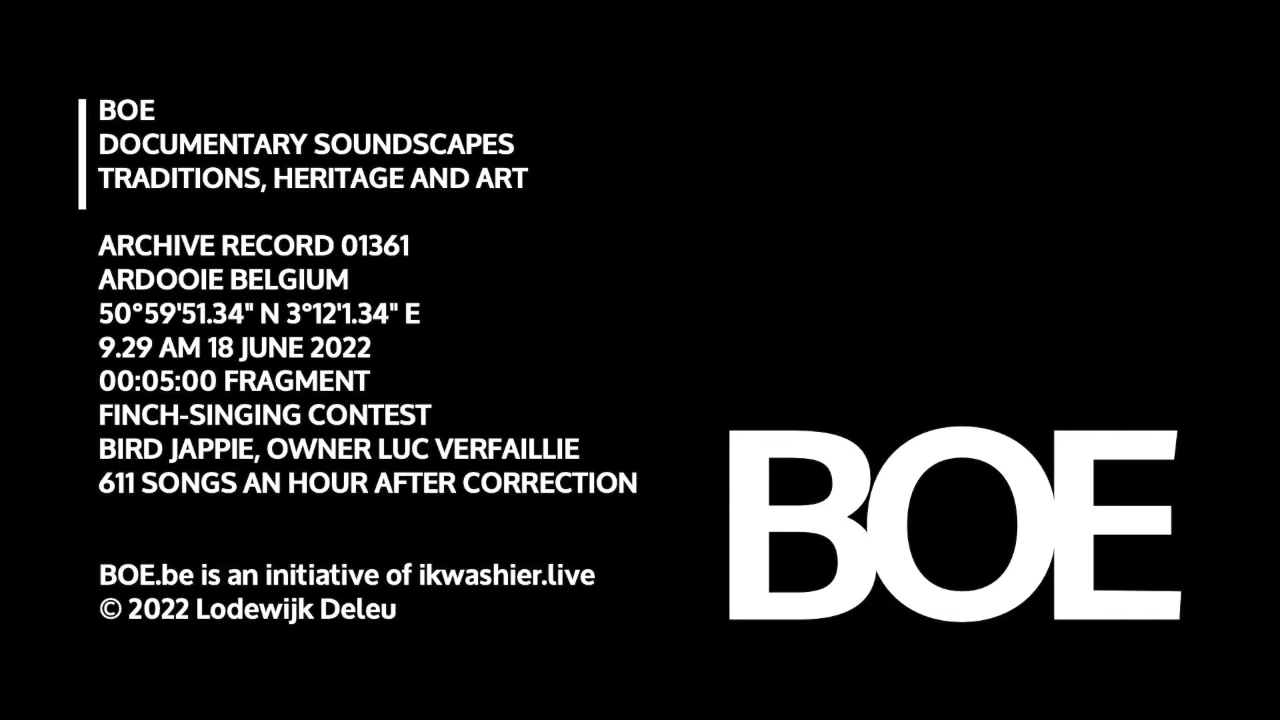 BOE
DOCUMENTARY SOUNDSCAPES
TRADITIONS, HERITAGE AND ART
ARCHIVE RECORD 01361
ARDOOIE BELGIUM
50°59'51.34" N 3°12'1.34" E
9.29 AM 18 JUNE 2022
00:05:00 FRAGMENT
FINCH-SINGING CONTEST
BIRD JAPPIE, OWNER LUC VERFAILLIE
611 SONGS AN HOUR AFTER CORRECTION
BOE.be is an initiative of ikwashier.live
© 2022 Lodewijk Deleu
BOE